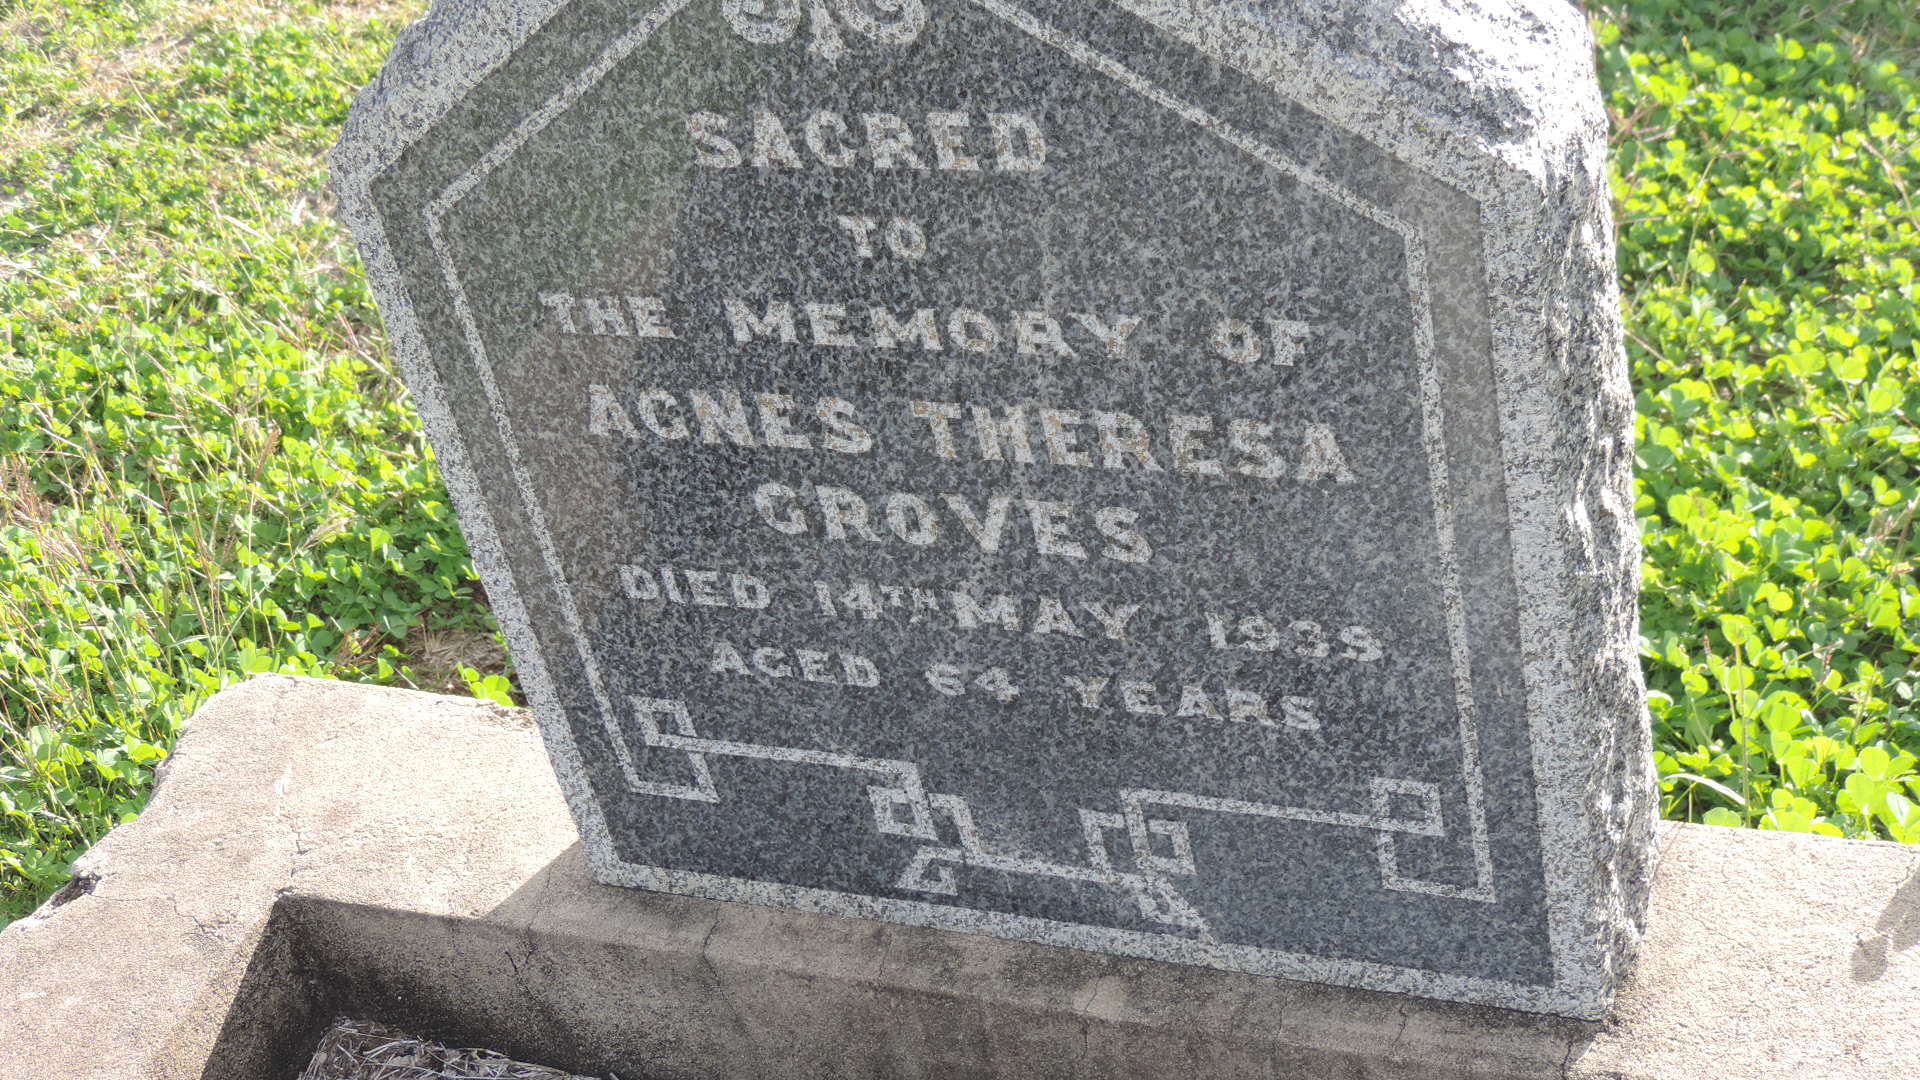 SACRED
TO
THE MEMORY OF
AGNES THERESA
GROVES
DIED 14TH MAY 1939
AGED 64 YEARS